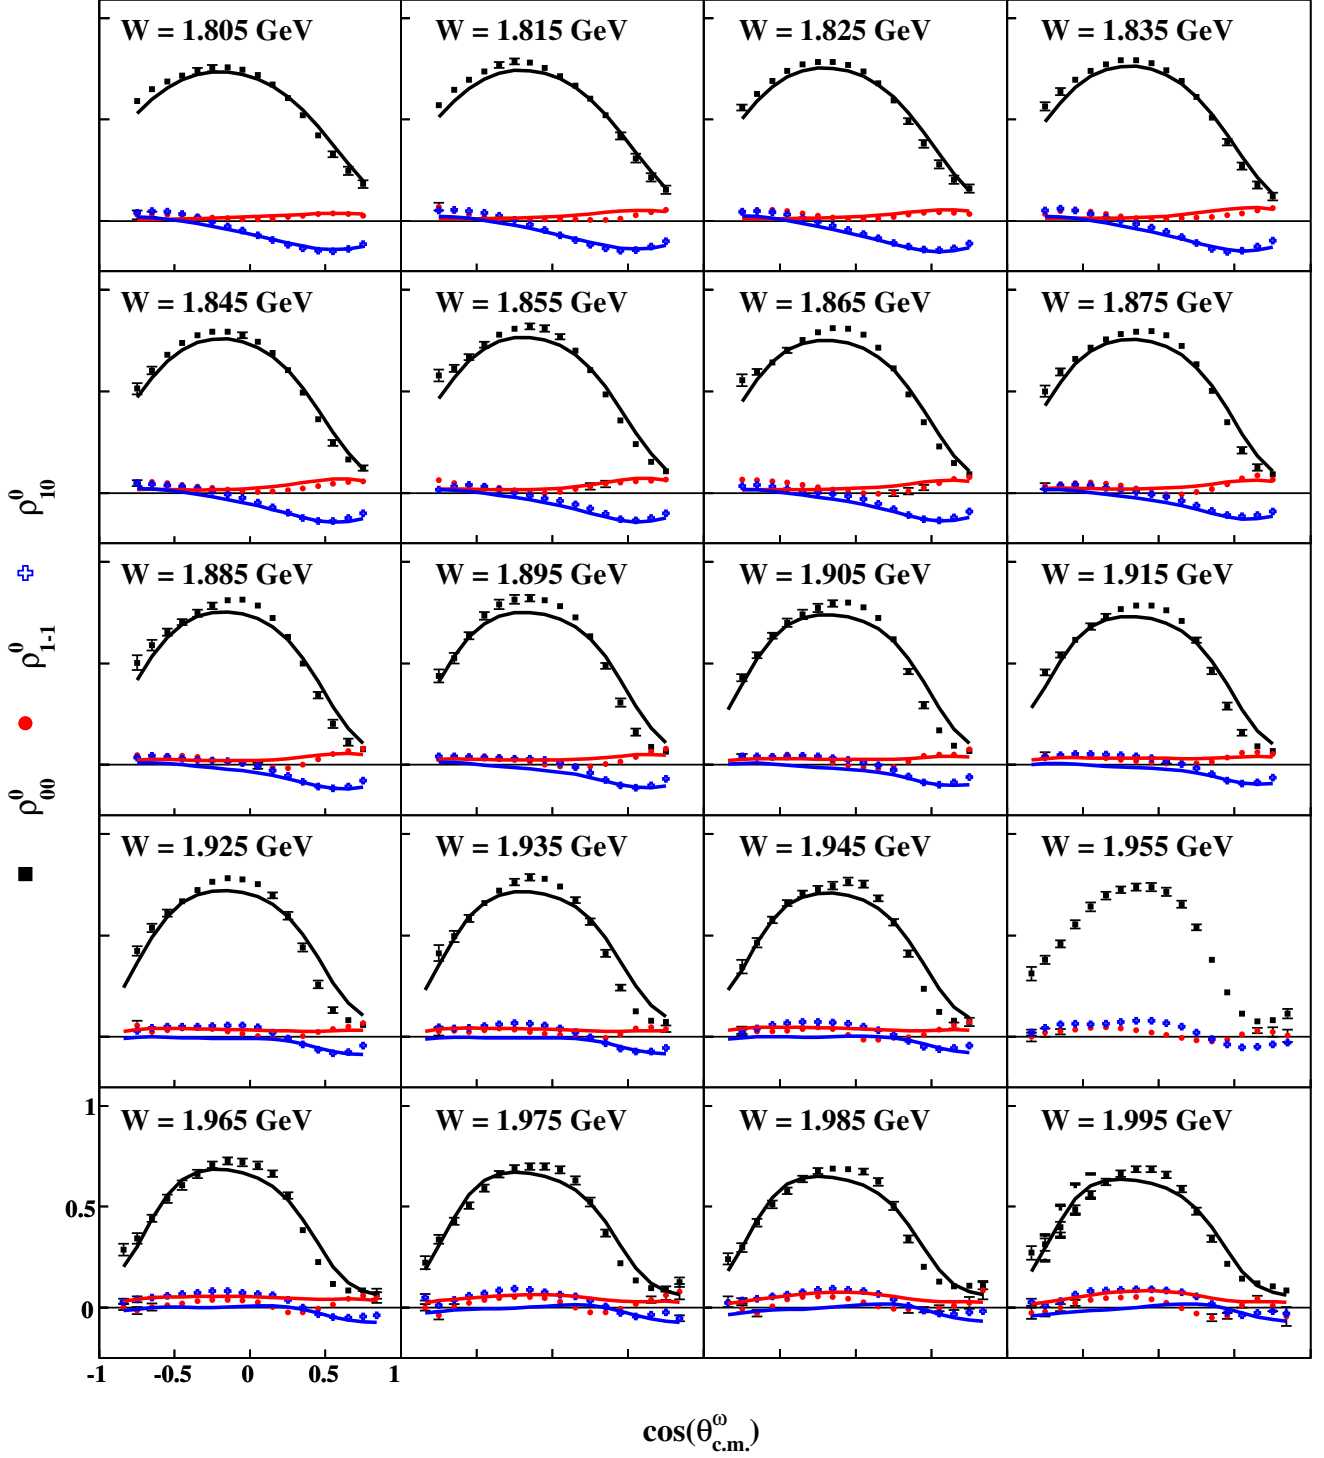 W = 1.805 GeV
W = 1.815 GeV
W = 1.825 GeV
W = 1.835 GeV
W = 1.845 GeV
W = 1.855 GeV
W = 1.865 GeV
W = 1.875 GeV
W = 1.885 GeV
W = 1.895 GeV
W = 1.905 GeV
W = 1.915 GeV
W = 1.925 GeV
W = 1.935 GeV
W = 1.945 GeV
W = 1.955 GeV
W = 1.965 GeV
W = 1.975 GeV
W = 1.985 GeV
W = 1.995 GeV
1
0.5
0
-1 -0.5 0 0.5 1
■ ρ⁰₀₀ ● ρ⁰₁₋₁ ✚ ρ⁰₁₀
cos(θ^ω_c.m.)